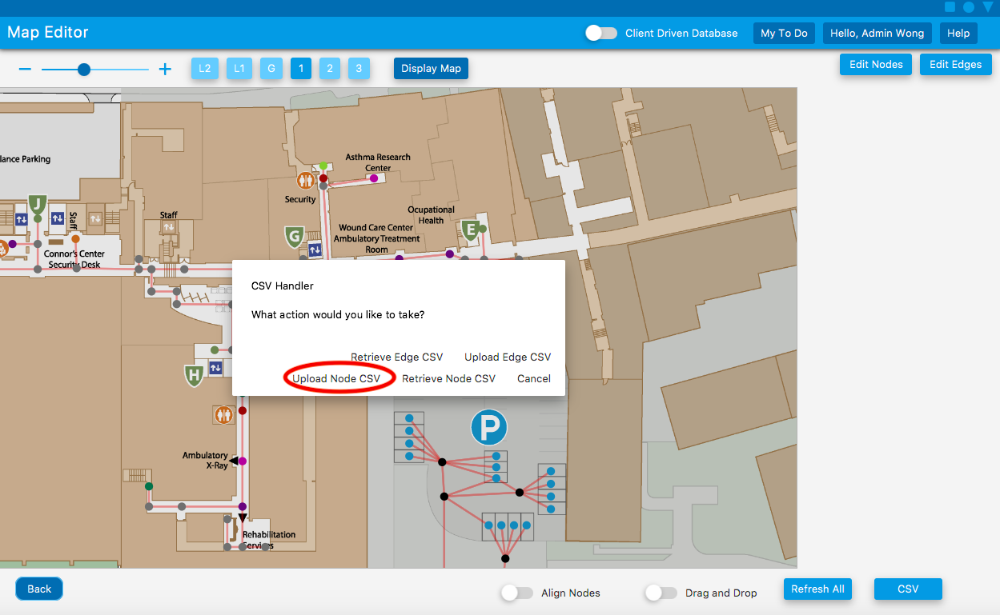 Map Editor
Client Driven Database
My To Do
Hello, Admin Wong
Help
L2
L1
G
1
2
3
Display Map
Edit Nodes
Edit Edges
lance Parking
Asthma Research
Center
Security
J
Staff
Staff
Ocupational
Health
Wound Care Center
Ambulatory Treatment
Room
G
E
Connor's Center
Security Desk
CSV Handler
What action would you like to take?
Retrieve Edge CSV
Upload Edge CSV
Upload Node CSV
Retrieve Node CSV
Cancel
H
P
Ambulatory
X-Ray
Rehabilitation
Services
Back
Align Nodes
Drag and Drop
Refresh All
CSV